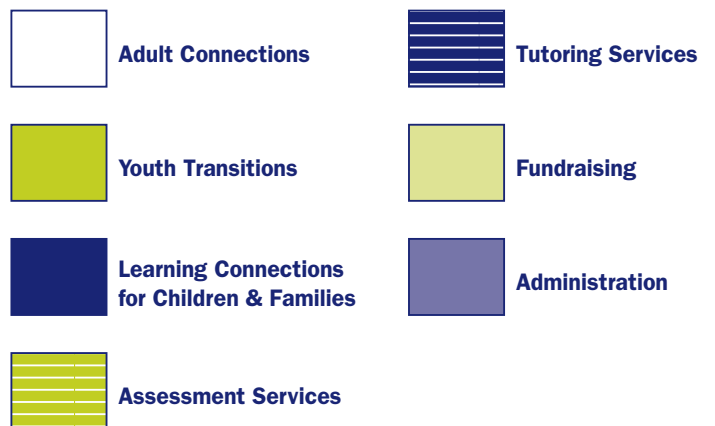 Adult Connections
Youth Transitions
Learning Connections
for Children & Families
Assessment Services
Tutoring Services
Fundraising
Administration